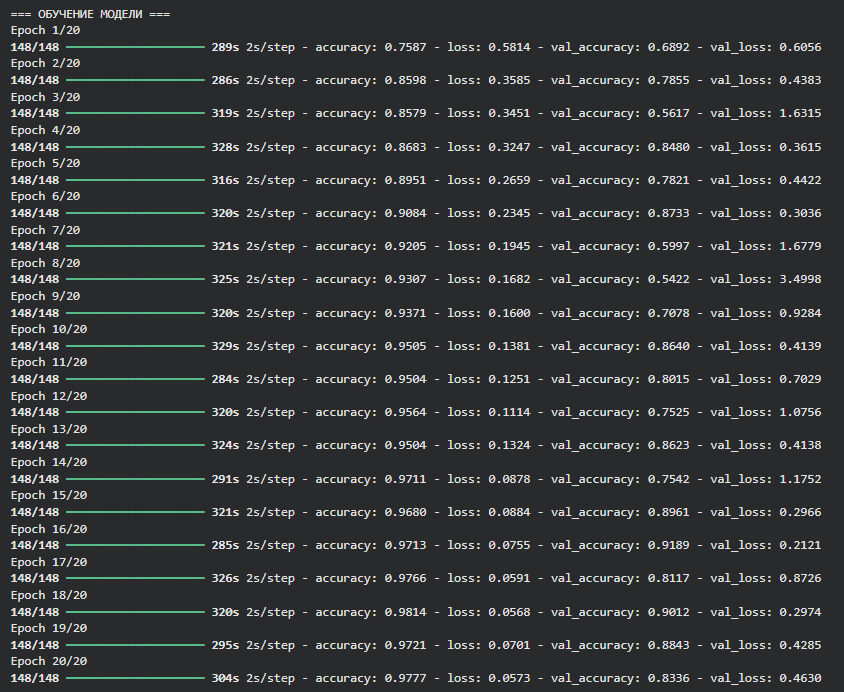 === ОБУЧЕНИЕ МОДЕЛИ ===
Epoch 1/20
148/148 289s 2s/step - accuracy: 0.7587 - loss: 0.5814 - val_accuracy: 0.6892 - val_loss: 0.6056
Epoch 2/20
148/148 286s 2s/step - accuracy: 0.8598 - loss: 0.3585 - val_accuracy: 0.7855 - val_loss: 0.4383
Epoch 3/20
148/148 319s 2s/step - accuracy: 0.8579 - loss: 0.3451 - val_accuracy: 0.5617 - val_loss: 1.6315
Epoch 4/20
148/148 328s 2s/step - accuracy: 0.8683 - loss: 0.3247 - val_accuracy: 0.8480 - val_loss: 0.3615
Epoch 5/20
148/148 316s 2s/step - accuracy: 0.8951 - loss: 0.2659 - val_accuracy: 0.7821 - val_loss: 0.4422
Epoch 6/20
148/148 320s 2s/step - accuracy: 0.9084 - loss: 0.2345 - val_accuracy: 0.8733 - val_loss: 0.3036
Epoch 7/20
148/148 321s 2s/step - accuracy: 0.9205 - loss: 0.1945 - val_accuracy: 0.5997 - val_loss: 1.6779
Epoch 8/20
148/148 325s 2s/step - accuracy: 0.9307 - loss: 0.1682 - val_accuracy: 0.5422 - val_loss: 3.4998
Epoch 9/20
148/148 320s 2s/step - accuracy: 0.9371 - loss: 0.1600 - val_accuracy: 0.7078 - val_loss: 0.9284
Epoch 10/20
148/148 329s 2s/step - accuracy: 0.9505 - loss: 0.1381 - val_accuracy: 0.8640 - val_loss: 0.4139
Epoch 11/20
148/148 284s 2s/step - accuracy: 0.9504 - loss: 0.1251 - val_accuracy: 0.8015 - val_loss: 0.7029
Epoch 12/20
148/148 320s 2s/step - accuracy: 0.9564 - loss: 0.1114 - val_accuracy: 0.7525 - val_loss: 1.0756
Epoch 13/20
148/148 324s 2s/step - accuracy: 0.9504 - loss: 0.1324 - val_accuracy: 0.8623 - val_loss: 0.4138
Epoch 14/20
148/148 291s 2s/step - accuracy: 0.9711 - loss: 0.0878 - val_accuracy: 0.7542 - val_loss: 1.1752
Epoch 15/20
148/148 321s 2s/step - accuracy: 0.9680 - loss: 0.0884 - val_accuracy: 0.8961 - val_loss: 0.2966
Epoch 16/20
148/148 285s 2s/step - accuracy: 0.9713 - loss: 0.0755 - val_accuracy: 0.9189 - val_loss: 0.2121
Epoch 17/20
148/148 326s 2s/step - accuracy: 0.9766 - loss: 0.0591 - val_accuracy: 0.8117 - val_loss: 0.8726
Epoch 18/20
148/148 320s 2s/step - accuracy: 0.9814 - loss: 0.0568 - val_accuracy: 0.9012 - val_loss: 0.2974
Epoch 19/20
148/148 295s 2s/step - accuracy: 0.9721 - loss: 0.0701 - val_accuracy: 0.8843 - val_loss: 0.4285
Epoch 20/20
148/148 304s 2s/step - accuracy: 0.9777 - loss: 0.0573 - val_accuracy: 0.8336 - val_loss: 0.4630